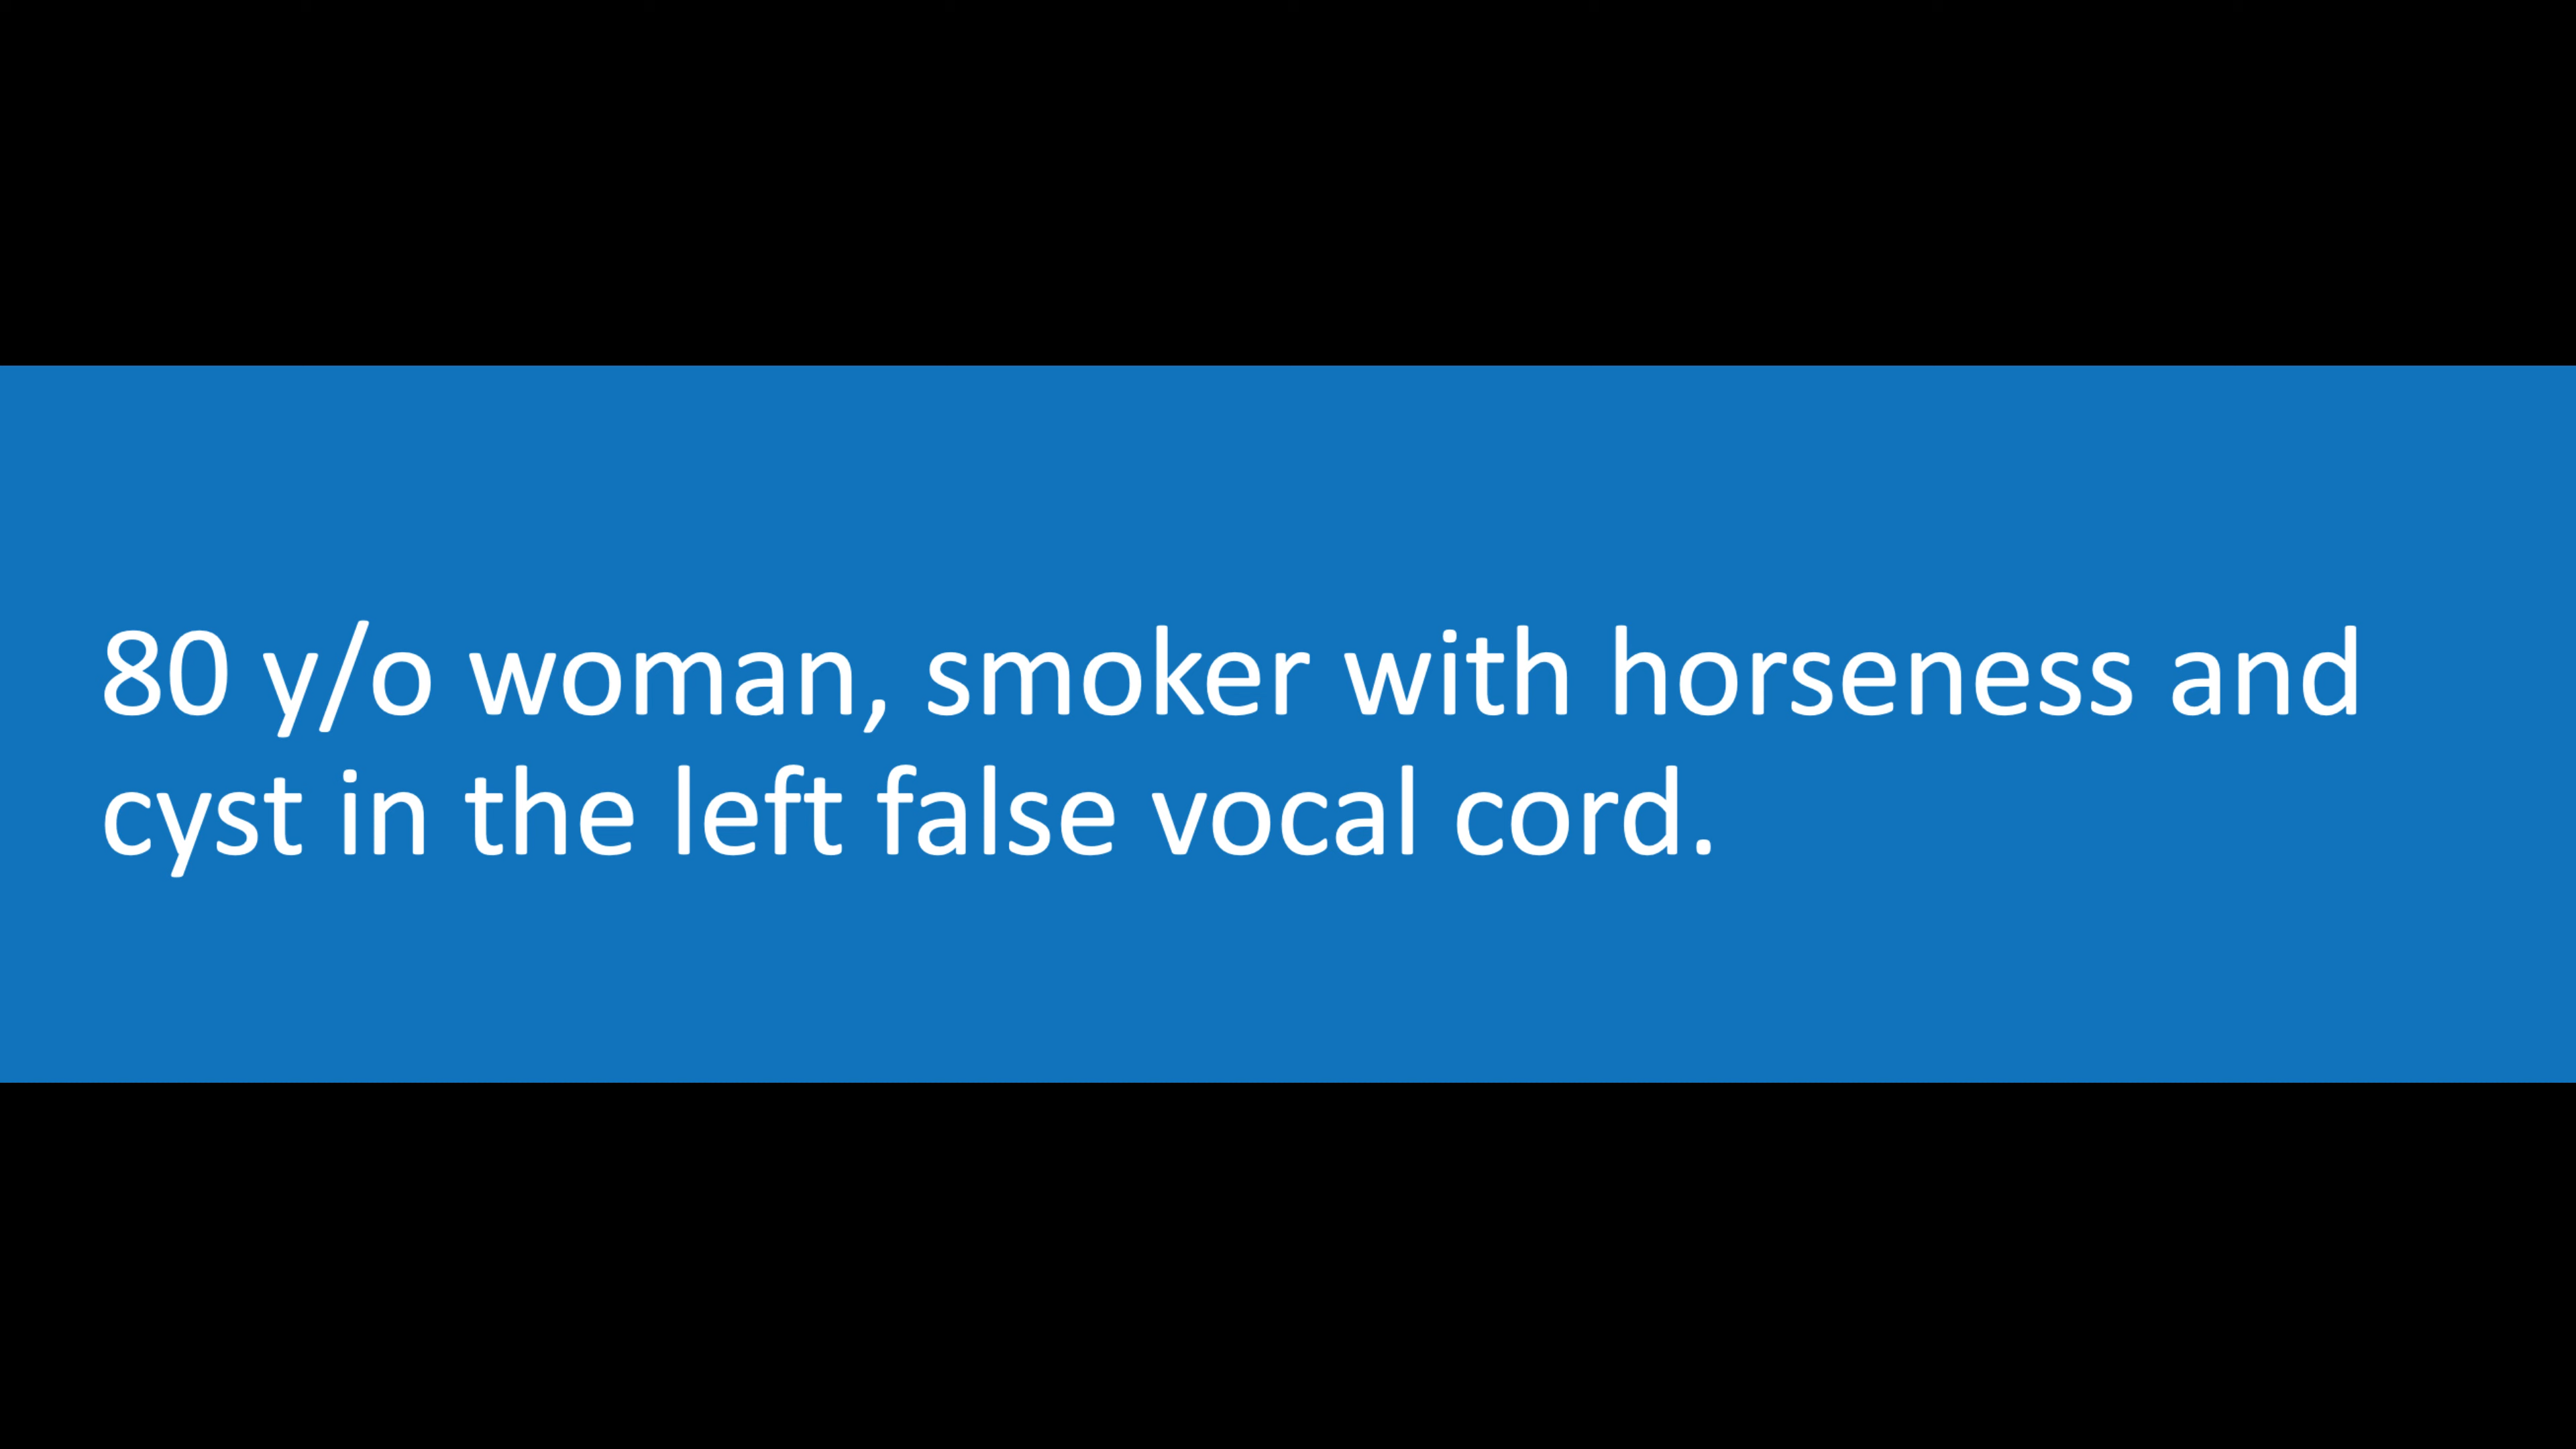 80 y/o woman, smoker with horseness and
cyst in the left false vocal cord.